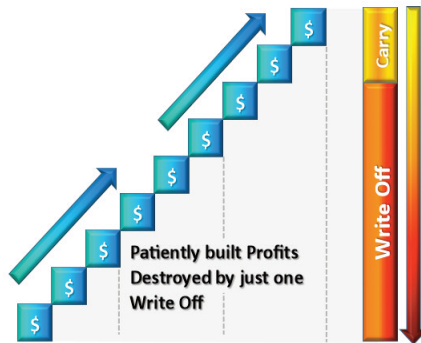 $
$
$
$
$
$
$
$
$
Carry
Write Off
Patiently built Profits
Destroyed by just one
Write Off